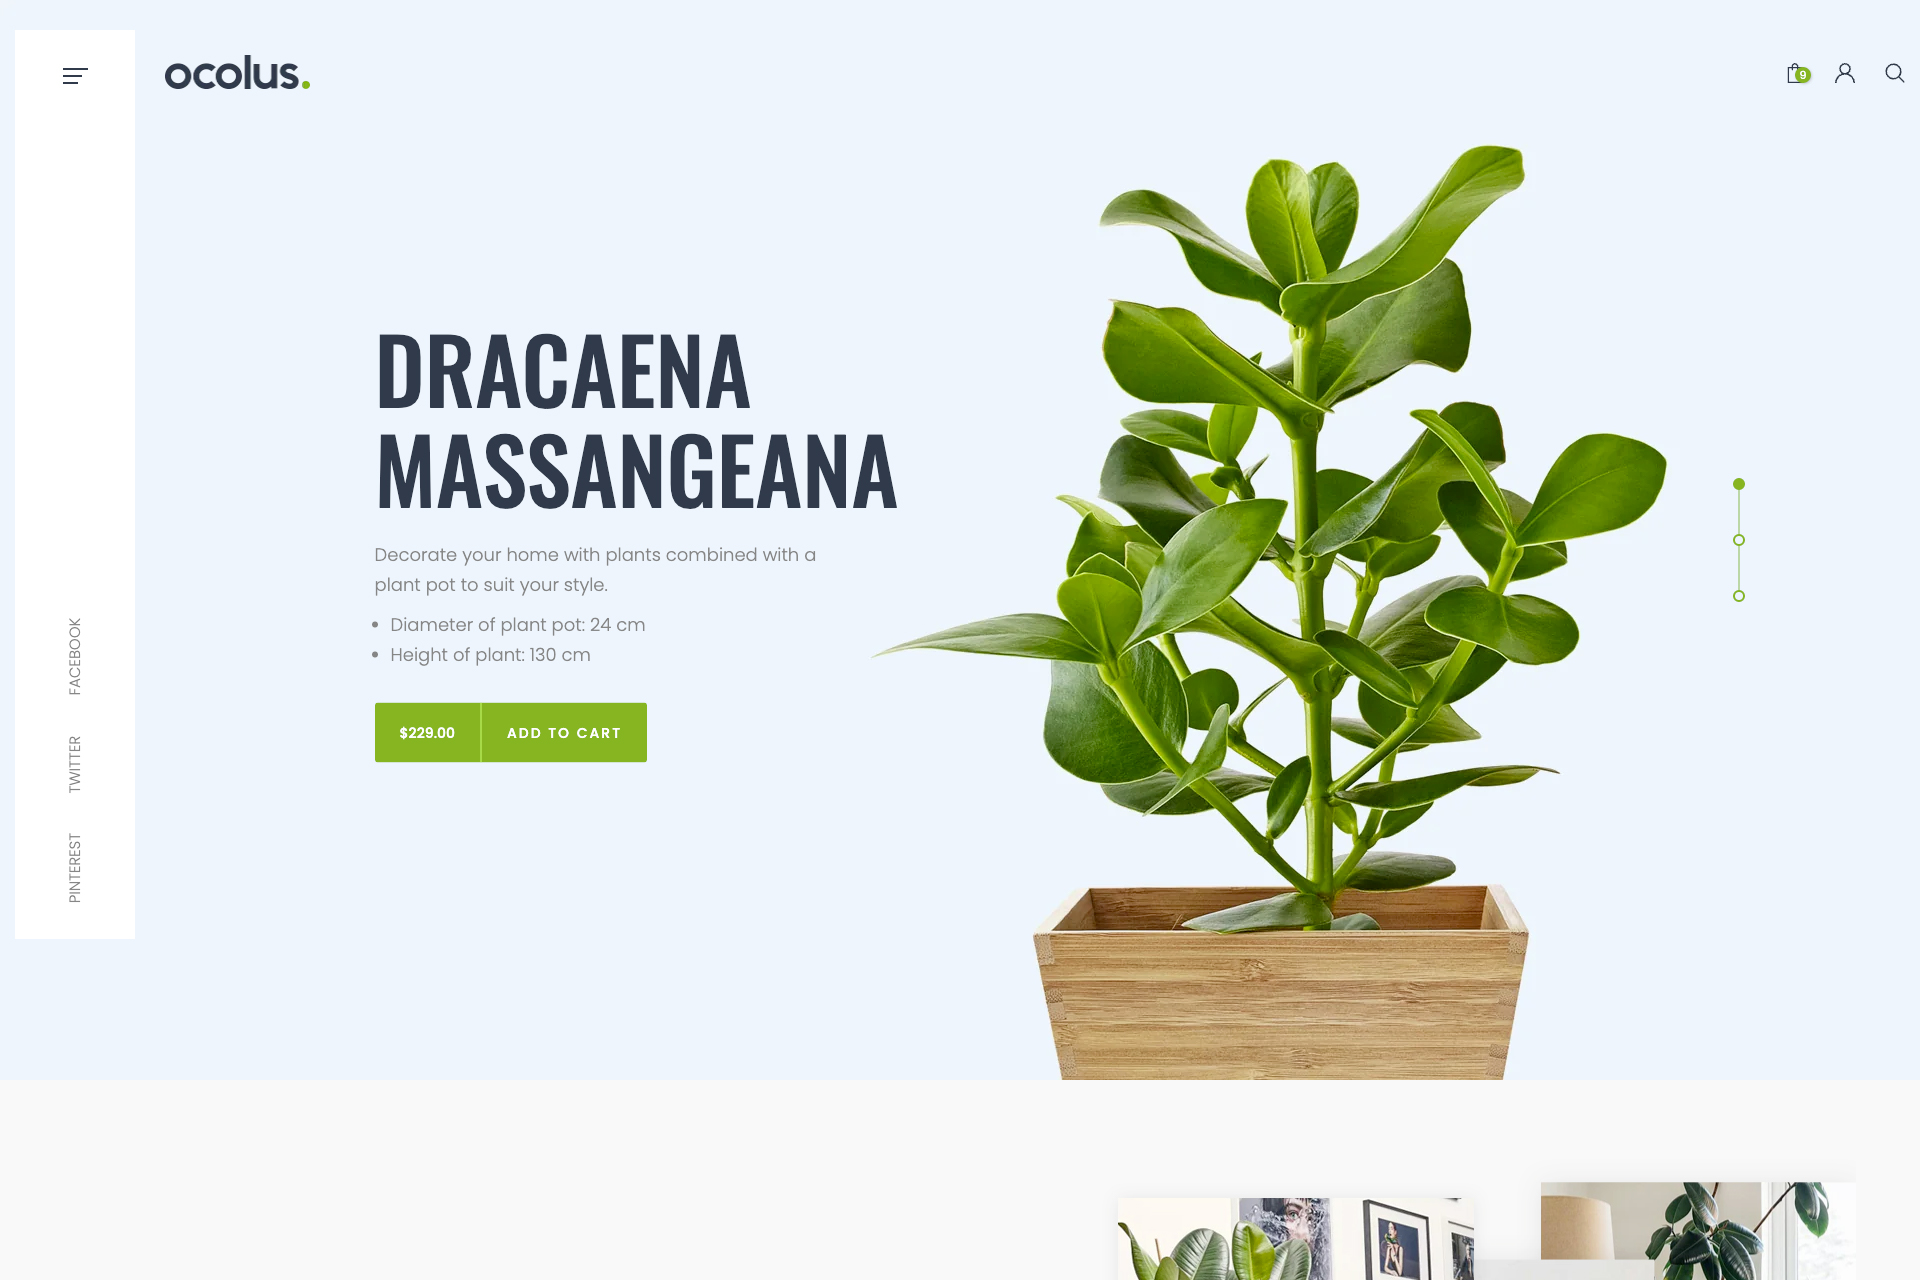 ocolus.
9
DRACAENA
MASSANGEANA
Decorate your home with plants combined with a
plant pot to suit your style.
• Diameter of plant pot: 24 cm
• Height of plant: 130 cm
$229.00 ADD TO CART
FACEBOOK
TWITTER
PINTEREST